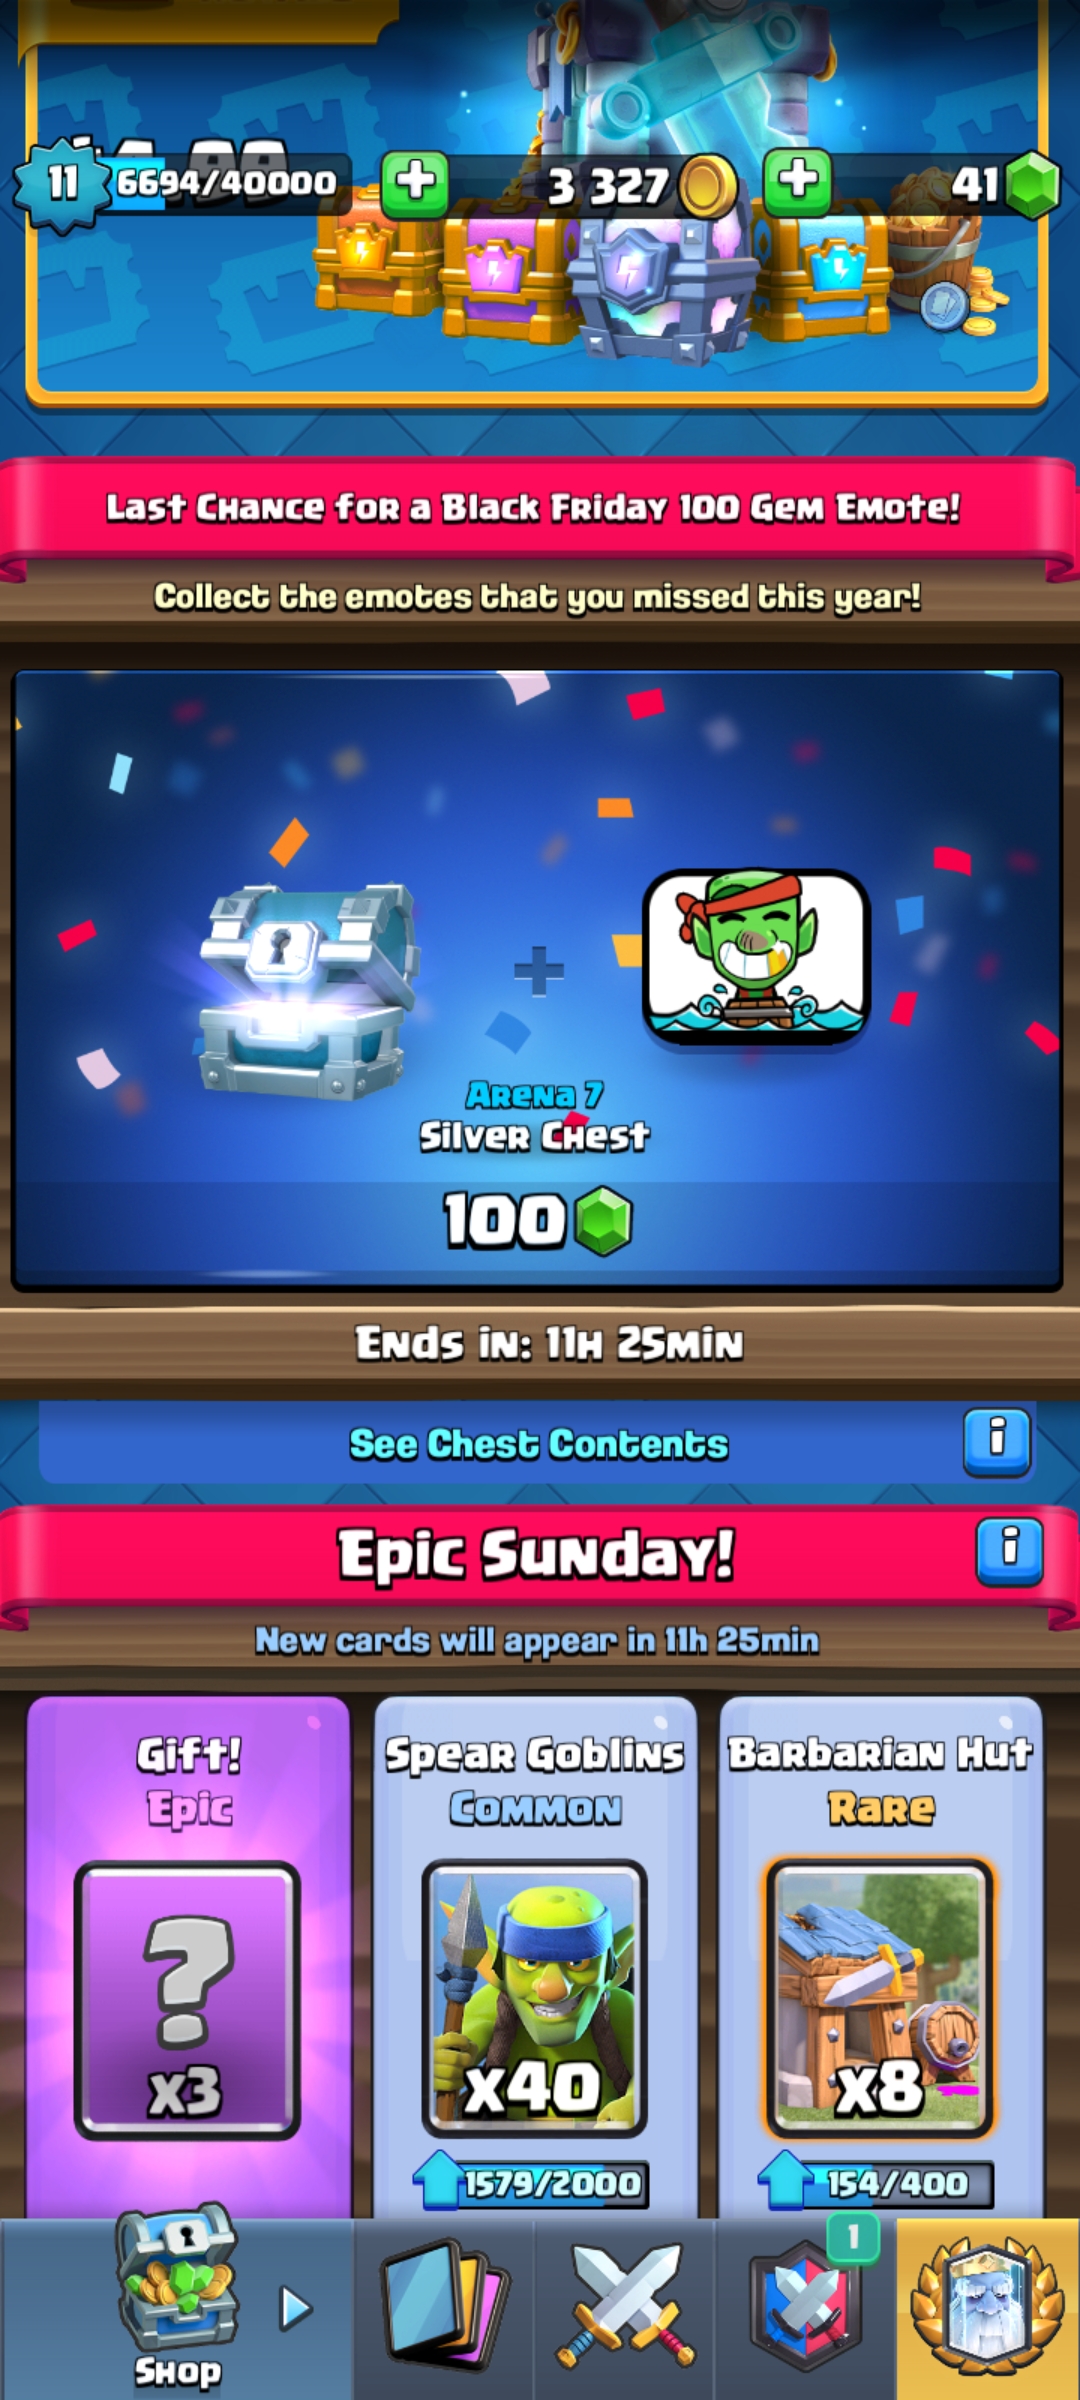 11
6694/40000
3 327
41
Last Chance for a Black Friday 100 Gem Emote!
Collect the emotes that you missed this year!
Arena 7
Silver Chest
100
Ends in: 11h 25min
See Chest Contents
i
Epic Sunday!
i
New cards will appear in 11h 25min
Gift!
Epic
?
x3
Spear Goblins
Common
x40
1579/2000
Barbarian Hut
Rare
x8
154/400
1
Shop